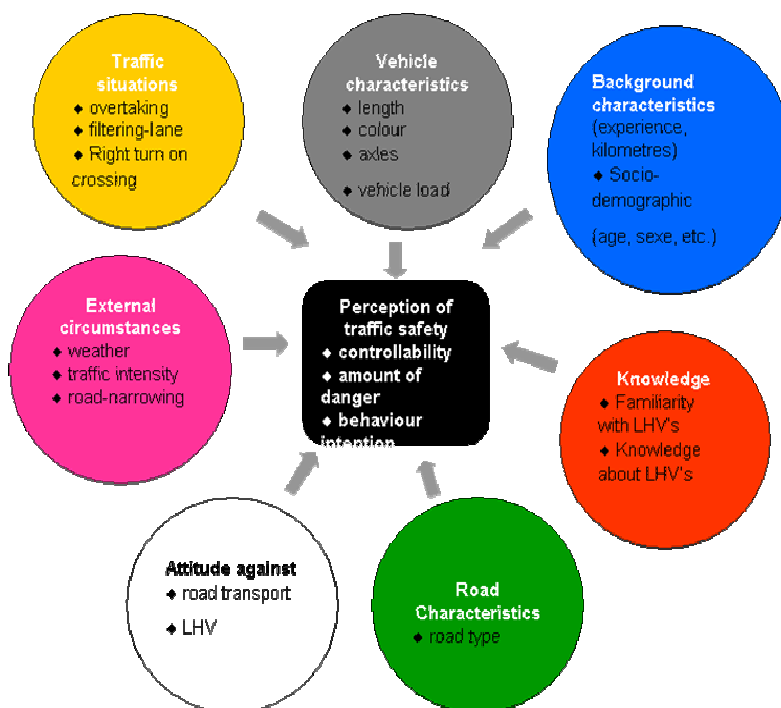 Traffic
situations
◆ overtaking
◆ filtering-lane
◆ Right turn on
crossing
Vehicle
characteristics
◆ length
◆ colour
◆ axles
◆ vehicle load
Background
characteristics
(experience,
kilometres)
◆ Socio-
demographic
(age, sexe, etc.)
External
circumstances
◆ weather
◆ traffic intensity
◆ road-narrowing
Perception of
traffic safety
◆ controllability
◆ amount of
danger
◆ behaviour
intention
Knowledge
◆ Familiarity
with LHV's
◆ Knowledge
about LHV's
Attitude against
◆ road transport
◆ LHV
Road
Characteristics
◆ road type